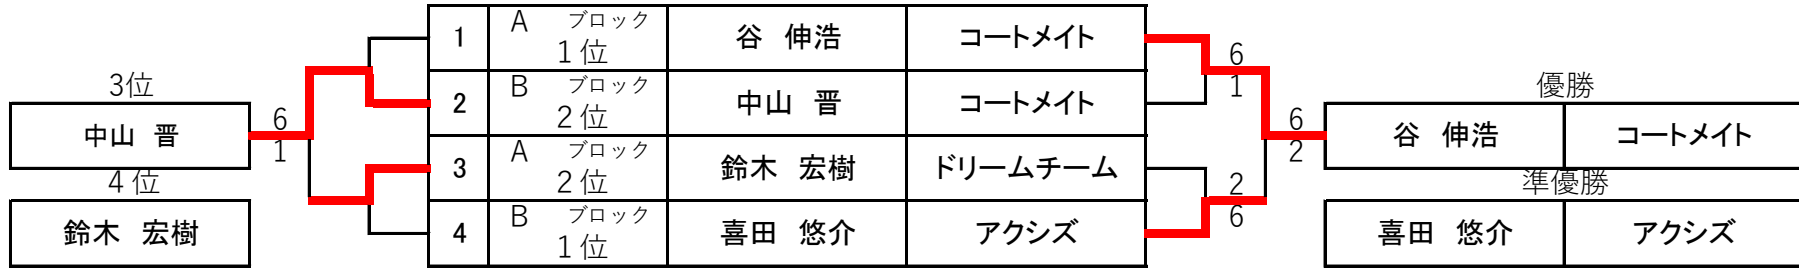 3位
中山 晋
4位
鈴木 宏樹
6
1
1 A ブロック 1位 谷 伸浩 コートメイト
2 B ブロック 2位 中山 晋 コートメイト
3 A ブロック 2位 鈴木 宏樹 ドリームチーム
4 B ブロック 1位 喜田 悠介 アクシズ
6
1
2
6
6
2
優勝
谷 伸浩 コートメイト
準優勝
喜田 悠介 アクシズ